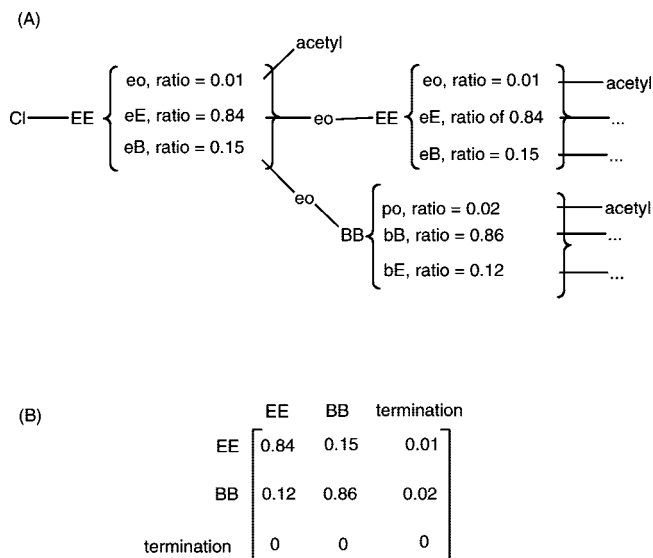 (A)
acetyl
eo, ratio = 0.01 eo, ratio = 0.01 acetyl
Cl EE eE, ratio = 0.84 eo EE eE, ratio of 0.84 ...
eB, ratio = 0.15 eB, ratio = 0.15 ...
eo
po, ratio = 0.02 acetyl
BB bB, ratio = 0.86 ...
bE, ratio = 0.12 ...
(B)
EE BB termination
EE 0.84 0.15 0.01
BB 0.12 0.86 0.02
termination 0 0 0